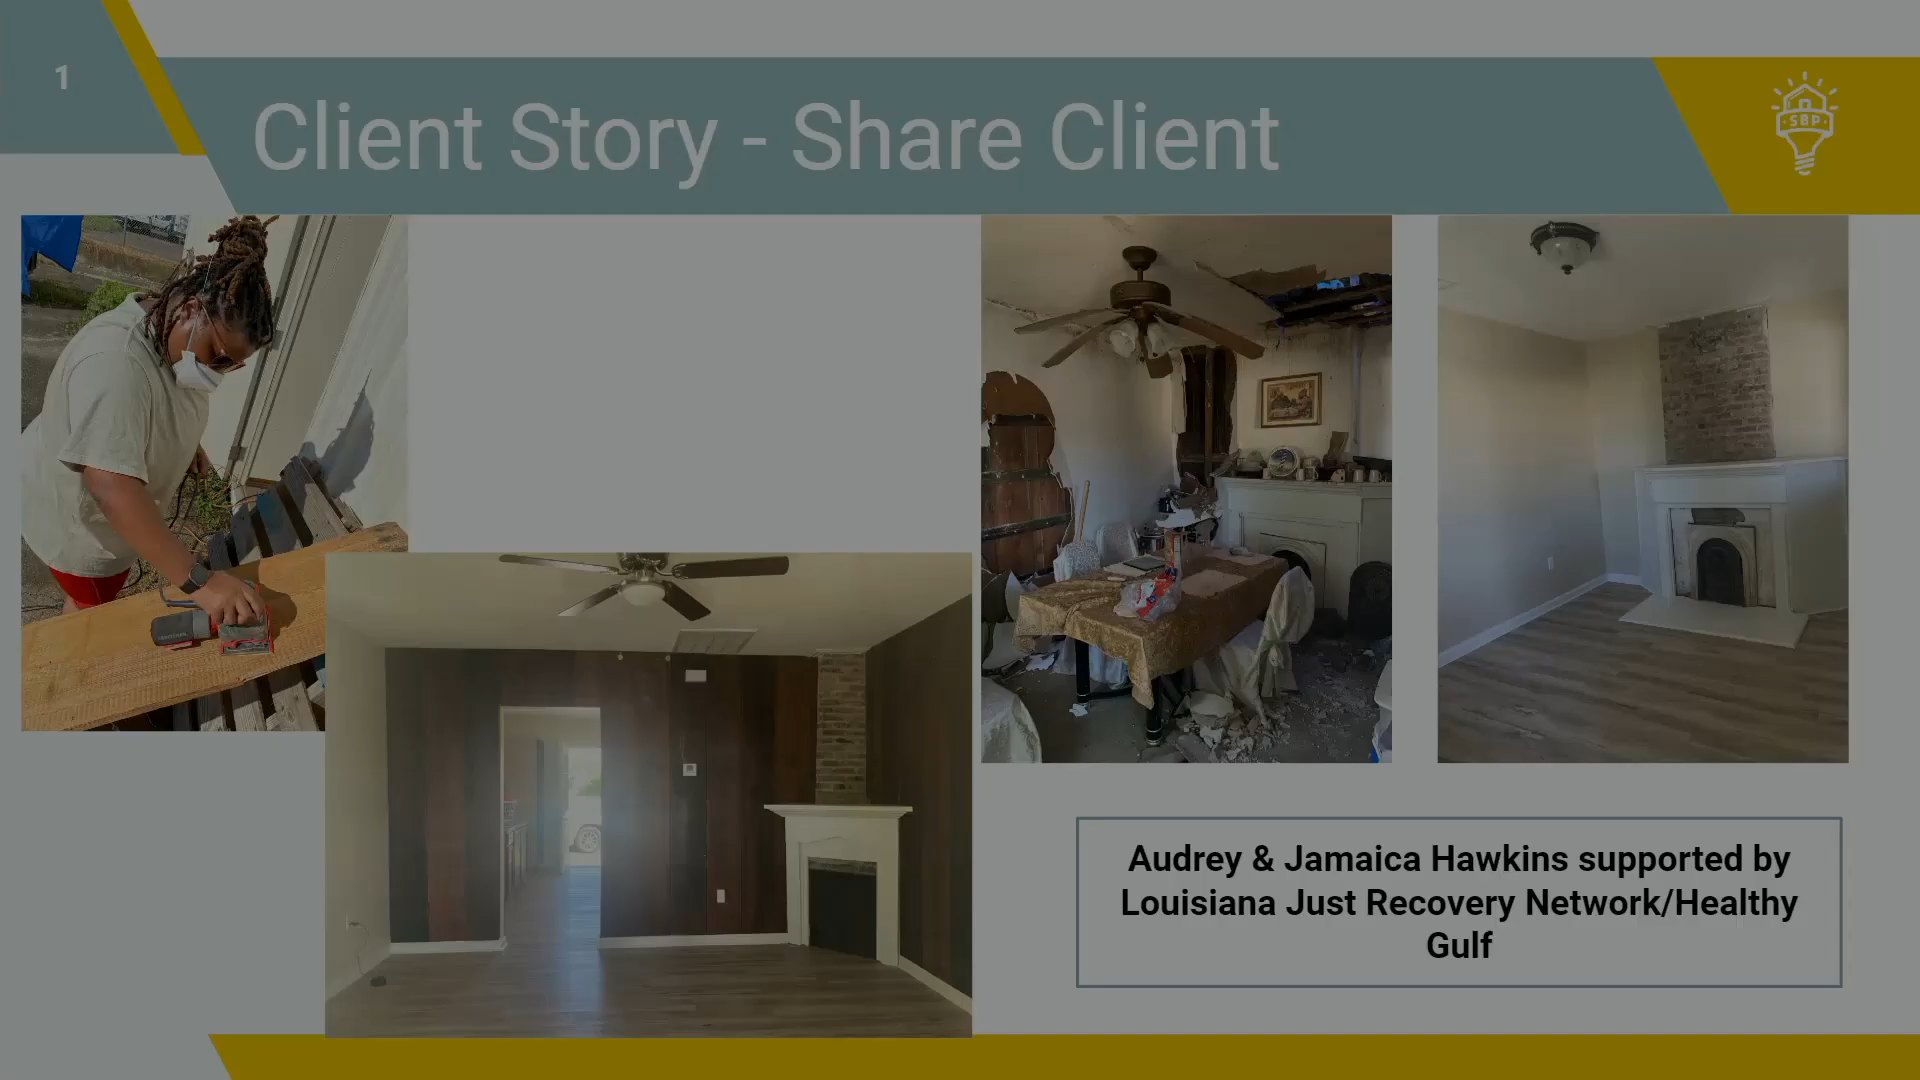 1
Client Story - Share Client
SBP
Audrey & Jamaica Hawkins supported by
Louisiana Just Recovery Network/Healthy
Gulf